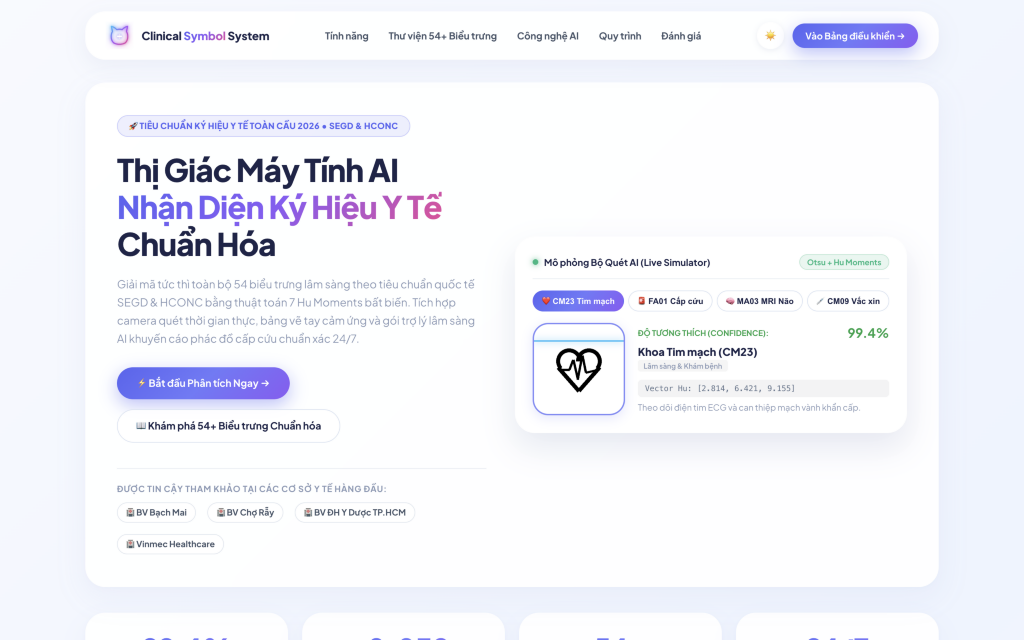 Clinical Symbol System
Tính năng
Thư viện 54+ Biểu trưng
Công nghệ AI
Quy trình
Đánh giá
Vào Bảng điều khiển →
TIÊU CHUẨN KÝ HIỆU Y TẾ TOÀN CẦU 2026 • SEGD & HCONC
Thị Giác Máy Tính AI
Nhận Diện Ký Hiệu Y Tế
Chuẩn Hóa
Giải mã tức thì toàn bộ 54 biểu trưng lâm sàng theo tiêu chuẩn quốc tế
SEGD & HCONC bằng thuật toán 7 Hu Moments bất biến. Tích hợp
camera quét thời gian thực, bảng vẽ tay cảm ứng và gói trợ lý lâm sàng
AI khuyến cáo phác đồ cấp cứu chuẩn xác 24/7.
Bắt đầu Phân tích Ngay →
Khám phá 54+ Biểu trưng Chuẩn hóa
ĐƯỢC TIN CẬY THAM KHẢO TẠI CÁC CƠ SỞ Y TẾ HÀNG ĐẦU:
BV Bạch Mai
BV Chợ Rẫy
BV ĐH Y Dược TP.HCM
Vinmec Healthcare
Mô phỏng Bộ Quét AI (Live Simulator)
Otsu + Hu Moments
CM23 Tim mạch
FA01 Cấp cứu
MA03 MRI Não
CM09 Vắc xin
ĐỘ TƯƠNG THÍCH (CONFIDENCE):
99.4%
Khoa Tim mạch (CM23)
Lâm sàng & Khám bệnh
Vector Hu: [2.814, 6.421, 9.155]
Theo dõi điện tim ECG và can thiệp mạch vành khẩn cấp.